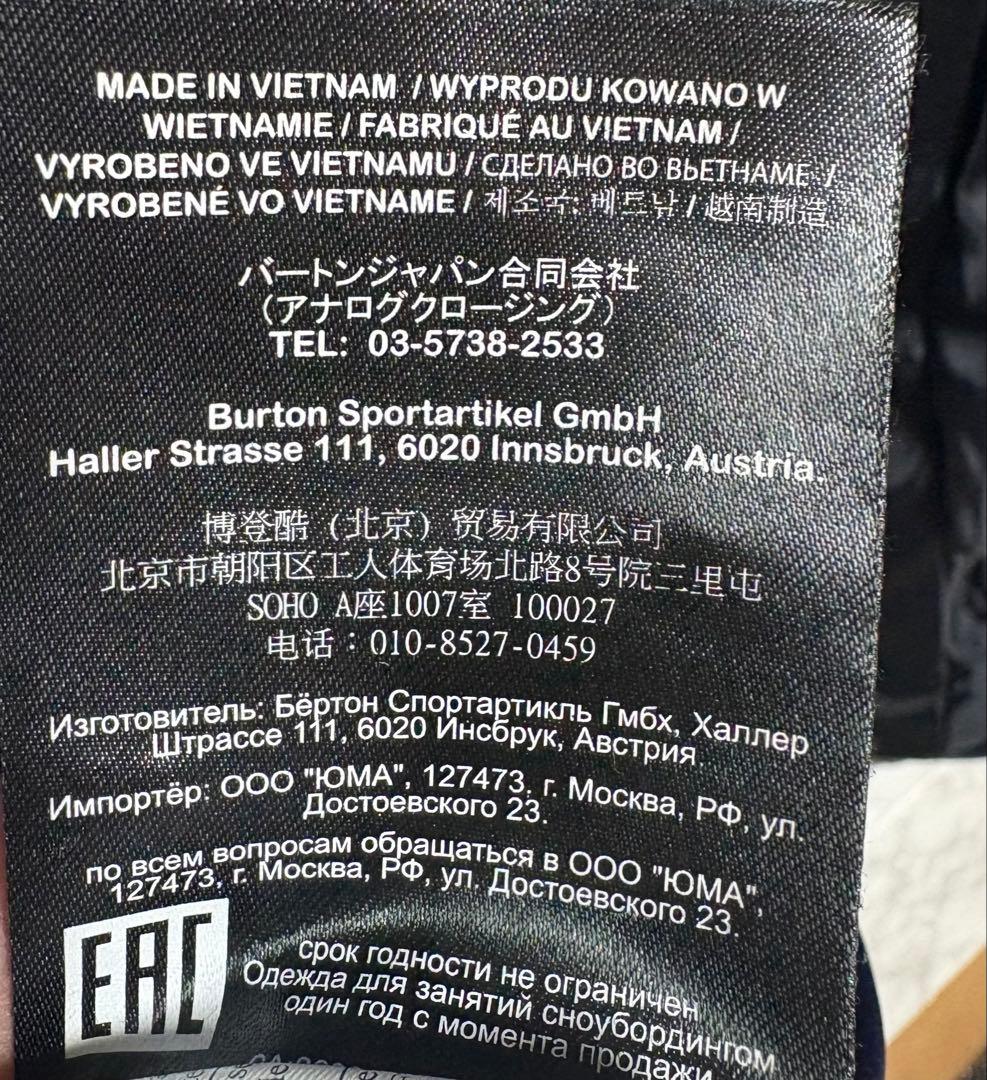 MADE IN VIETNAM / WYPRODU KOWANO W
WIETNAMIE / FABRIQUÉ AU VIETNAM /
VYROBENO VE VIETNAMU / СДЕЛАНО ВО ВЬЕТНАМЕ /
VYROBENÉ VO VIETNAME / 제소국: 베트남 / 越南制造
バートンジャパン合同会社
(アナログクロージング)
TEL: 03-5738-2533
Burton Sportartikel GmbH
Haller Strasse 111, 6020 Innsbruck, Austria.
博登酷 (北京) 贸易有限公司
北京市朝阳区工人体育场北路8号院三里屯
SOHO A座1007室 100027
电话：010-8527-0459
Изготовитель: Бёртон Спортартикль Гмбх, Халлер
Штрассе 111, 6020 Инсбрук, Австрия.
Импортёр: ООО "ЮМА", 127473, г. Москва, РФ, ул.
Достоевского 23.
по всем вопросам обращаться в ООО "ЮМА",
127473, г. Москва, РФ, ул. Достоевского 23.
EAC
срок годности не ограничен
Одежда для занятий сноубордингом
один год с момента продажи